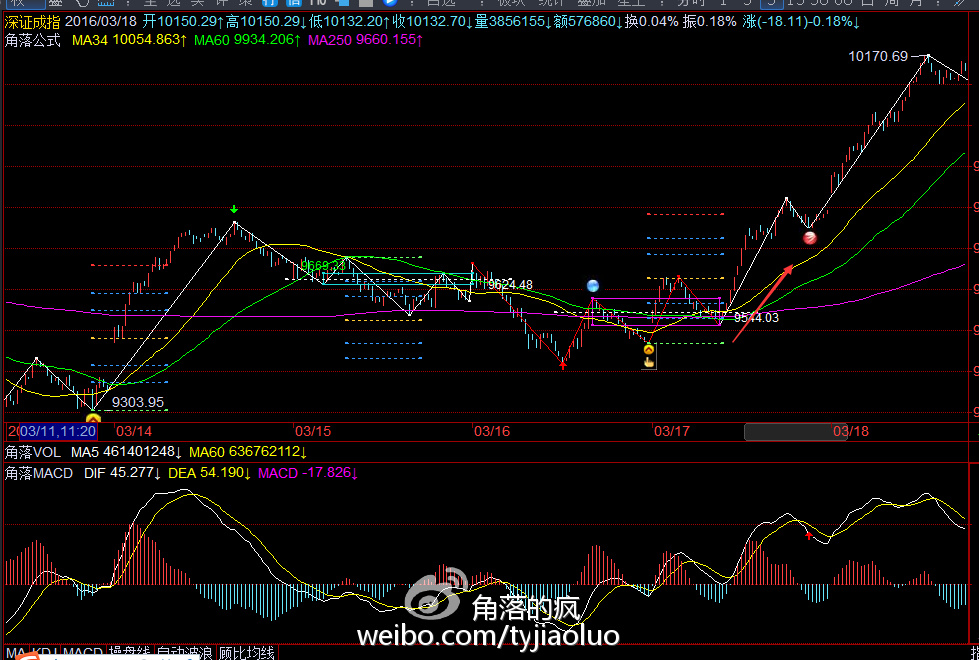 深证成指 2016/03/18 开10150.29↑高10150.29↓低10132.20↑收10132.70↓量3856155↓额576860↓换0.04% 振0.18% 涨(-18.11)-0.18%↓
角落公式 MA34 10054.863↑ MA60 9934.206↑ MA250 9660.155↑
10170.69
9669.23
9624.48
9544.03
9303.95
03/11,11:20 03/14 03/15 03/16 03/17 03/18
角落VOL MA5 461401248↓ MA60 636762112↓
角落MACD DIF 45.277↓ DEA 54.190↓ MACD -17.826↓
角落的疯
weibo.com/tyjiaoluo
MA KDJ MACD 操盘线 自动波浪 顾比均线